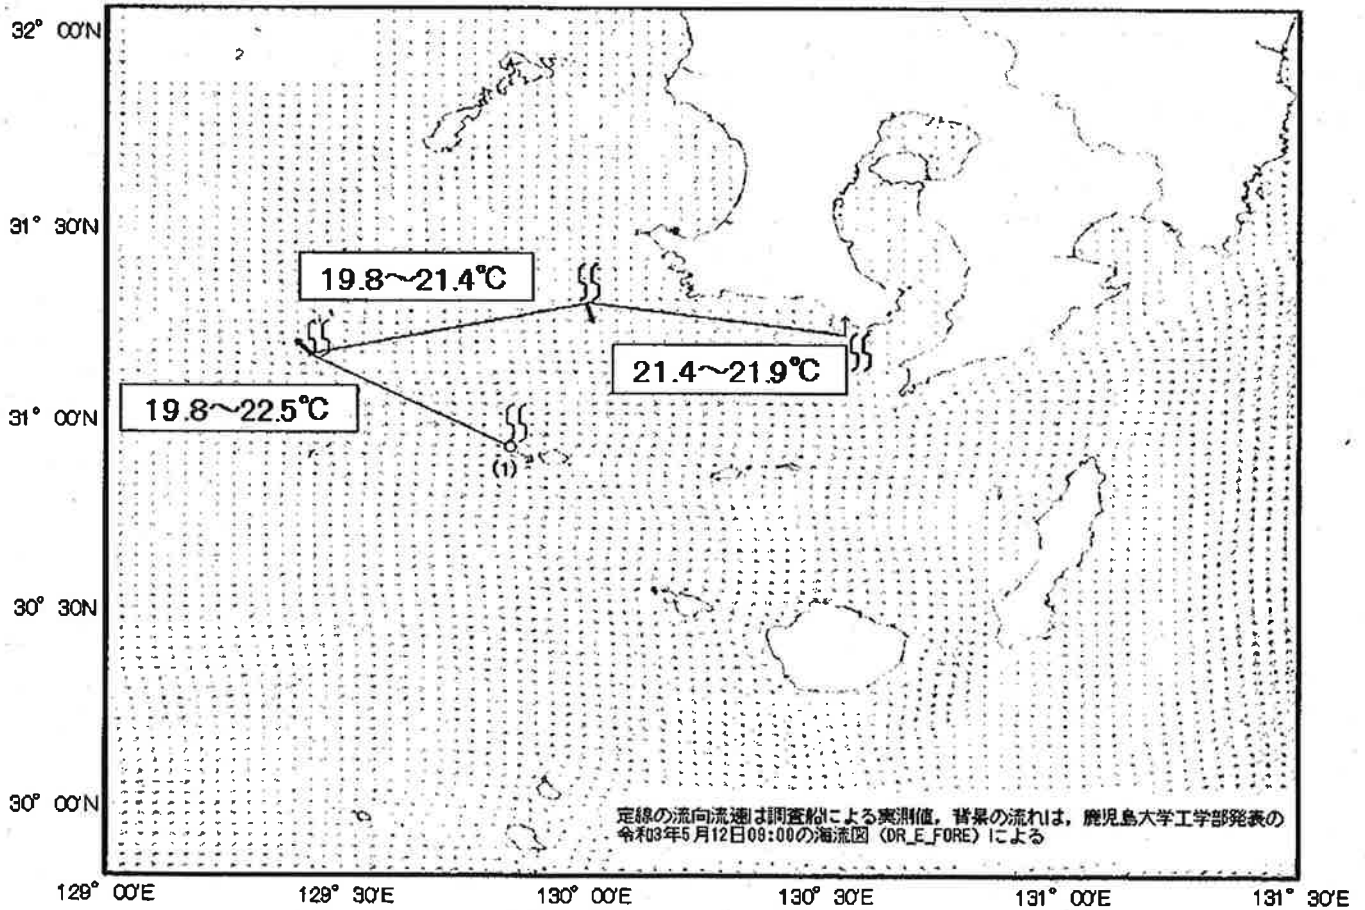 32° 00'N
31° 30'N
19.8～21.4℃
21.4～21.9℃
19.8～22.5℃
31° 00'N
(1)
30° 30'N
30° 00'N
定線の流向流速は調査船による実測値，背景の流れは，鹿児島大学工学部発表の
令和3年5月12日09:00の海流図（DR_E_FORE）による
129° 00'E
129° 30'E
130° 00'E
130° 30'E
131° 00'E
131° 30'E